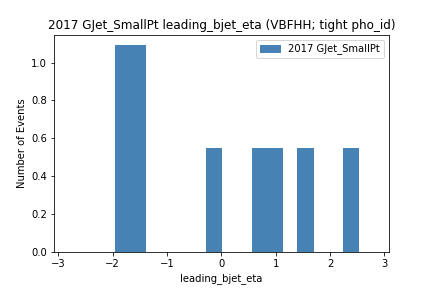 2017 GJet_SmallPt leading_bjet_eta (VBFHH; tight pho_id)
2017 GJet_SmallPt
Number of Events
1.0
0.8
0.6
0.4
0.2
0.0
−3 −2 −1 0 1 2 3
leading_bjet_eta